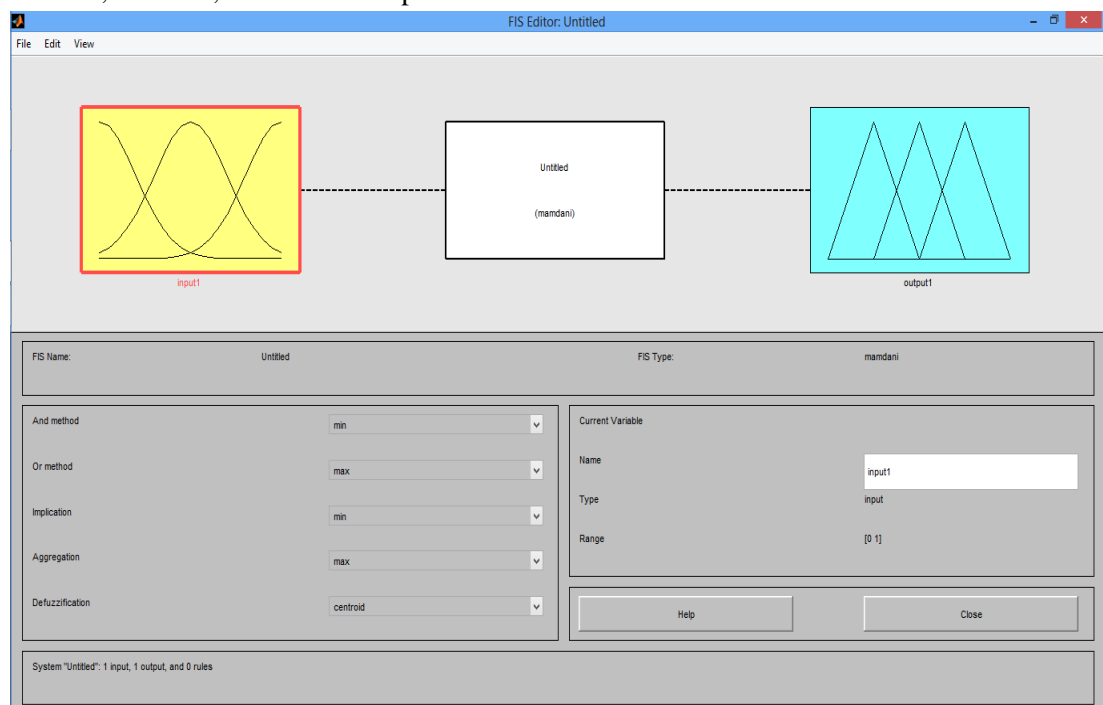 FIS Editor: Untitled
File Edit View
Untitled
(mamdani)
input1
output1
FIS Name: Untitled FIS Type: mamdani
And method min
Or method max
Implication min
Aggregation max
Defuzzification centroid
Current Variable
Name input1
Type input
Range [0 1]
Help Close
System "Untitled": 1 input, 1 output, and 0 rules